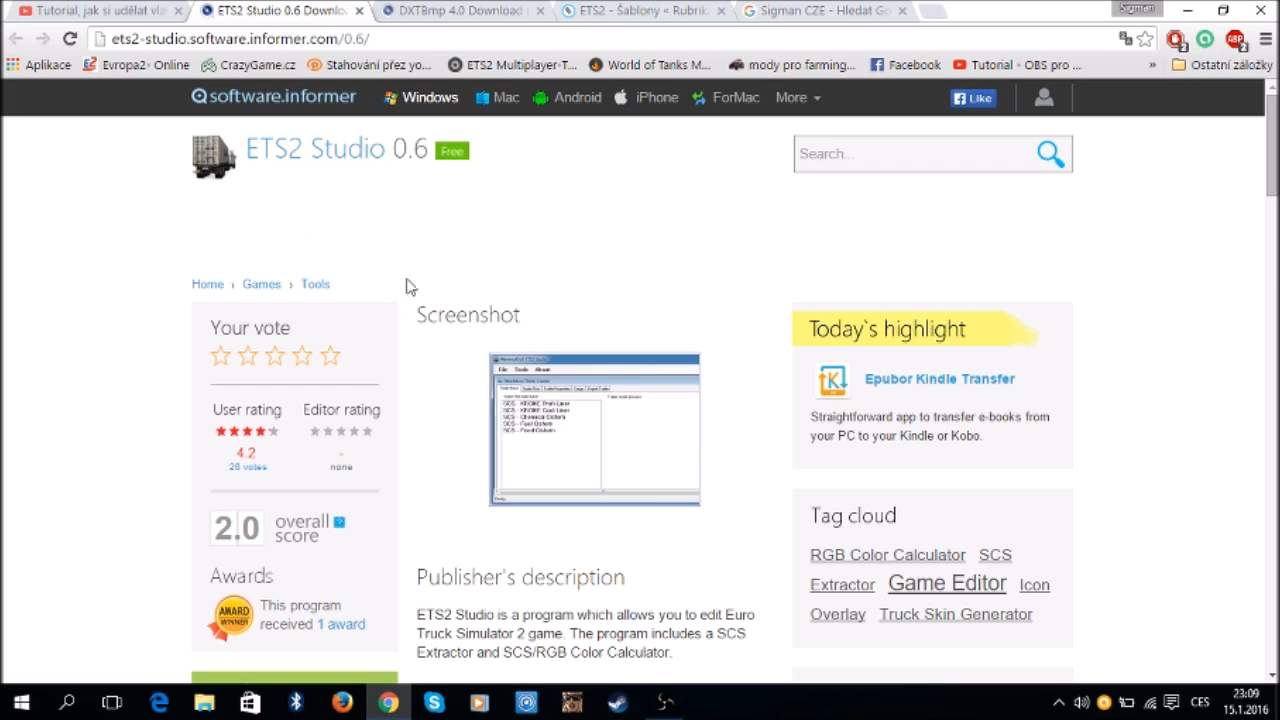 Tutorial, jak si udělat vla
ETS2 Studio 0.6 Downlo
DXTBmp 4.0 Download
ETS2 - Šablony « Rubrik
Sigman CZE - Hledat Go
Sigman
ets2-studio.software.informer.com/0.6/
Aplikace
Evropa2- Online
CrazyGame.cz
Stahování přez yo...
ETS2 Multiplayer-T...
World of Tanks M...
mody pro farming...
Facebook
Tutorial - OBS pro ...
»
Ostatní záložky
software.informer
Windows
Mac
Android
iPhone
ForMac
More
Like
ETS2 Studio 0.6
Free
Search...
Home › Games › Tools
Your vote
User rating
Editor rating
4.2
-
26 votes
none
2.0
overall
score
Awards
AWARD
WINNER
This program
received 1 award
Screenshot
File Tools About
Publisher's description
ETS2 Studio is a program which allows you to edit Euro
Truck Simulator 2 game. The program includes a SCS
Extractor and SCS/RGB Color Calculator.
Today`s highlight
Epubor Kindle Transfer
Straightforward app to transfer e-books from
your PC to your Kindle or Kobo.
Tag cloud
RGB Color Calculator SCS
Extractor Game Editor Icon
Overlay Truck Skin Generator
CES
23:09
15.1.2016